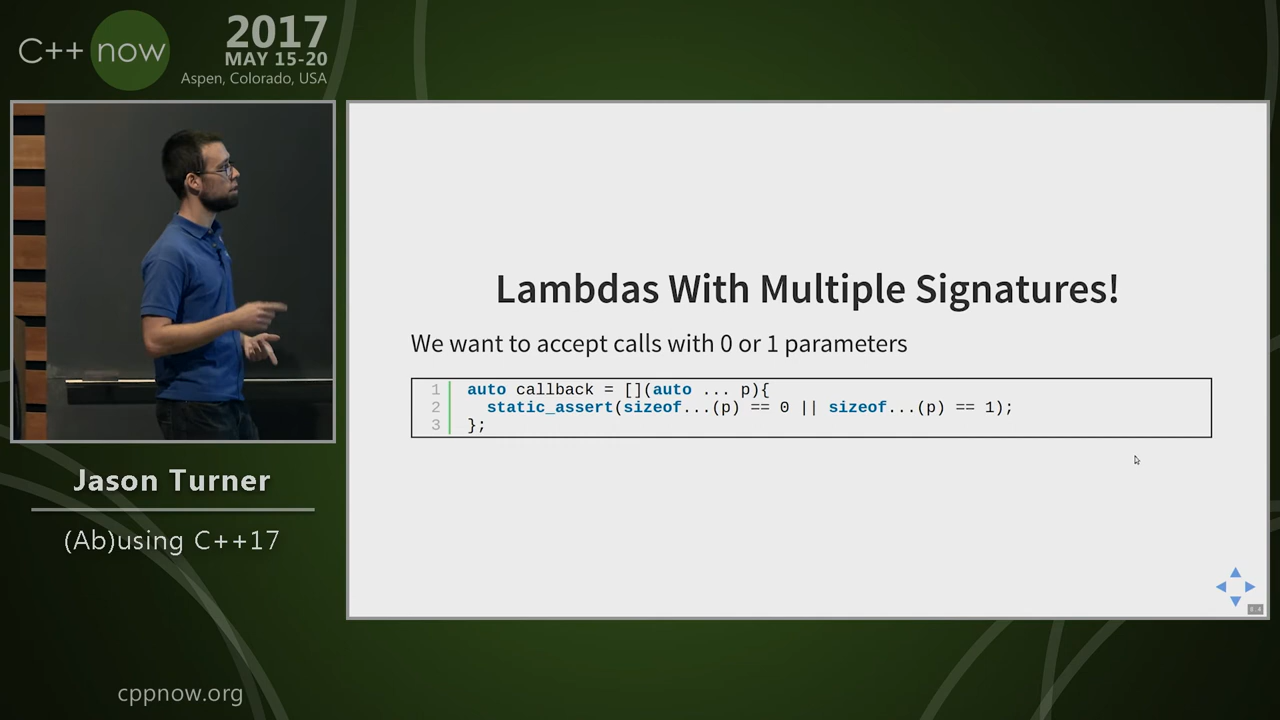 C++ now
2017
MAY 15-20
Aspen, Colorado, USA
Lambdas With Multiple Signatures!
We want to accept calls with 0 or 1 parameters
1 auto callback = [](auto ... p){
2 static_assert(sizeof...(p) == 0 || sizeof...(p) == 1);
3 };
Jason Turner
(Ab)using C++17
cppnow.org